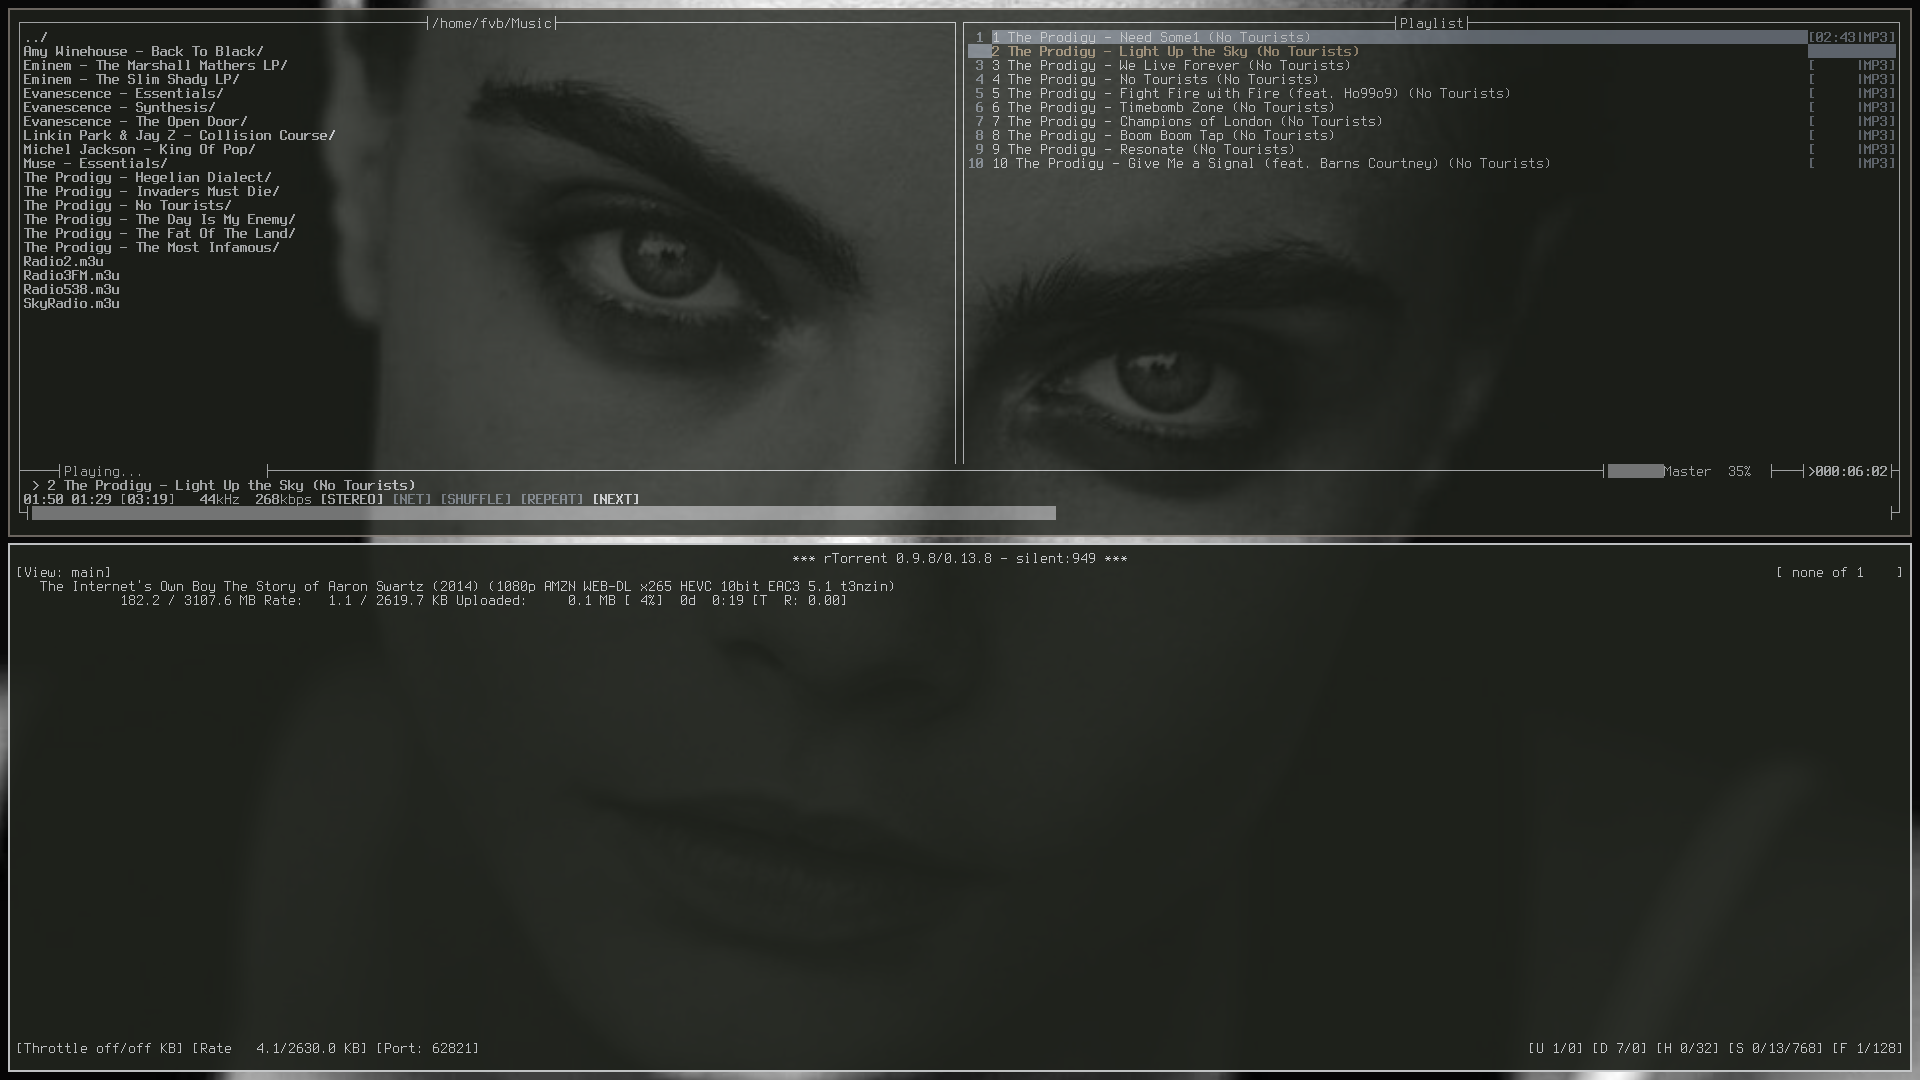 /home/fvb/Music
../
Amy Winehouse - Back To Black/
Eminem - The Marshall Mathers LP/
Eminem - The Slim Shady LP/
Evanescence - Essentials/
Evanescence - Synthesis/
Evanescence - The Open Door/
Linkin Park & Jay Z - Collision Course/
Michel Jackson - King Of Pop/
Muse - Essentials/
The Prodigy - Hegelian Dialect/
The Prodigy - Invaders Must Die/
The Prodigy - No Tourists/
The Prodigy - The Day Is My Enemy/
The Prodigy - The Fat Of The Land/
The Prodigy - The Most Infamous/
Radio2.m3u
Radio3FM.m3u
Radio538.m3u
SkyRadio.m3u
Playlist
1 1 The Prodigy - Need Some1 (No Tourists) [02:43|MP3]
2 The Prodigy - Light Up the Sky (No Tourists)
3 3 The Prodigy - We Live Forever (No Tourists) [ |MP3]
4 4 The Prodigy - No Tourists (No Tourists) [ |MP3]
5 5 The Prodigy - Fight Fire with Fire (feat. Ho99o9) (No Tourists) [ |MP3]
6 6 The Prodigy - Timebomb Zone (No Tourists) [ |MP3]
7 7 The Prodigy - Champions of London (No Tourists) [ |MP3]
8 8 The Prodigy - Boom Boom Tap (No Tourists) [ |MP3]
9 9 The Prodigy - Resonate (No Tourists) [ |MP3]
10 10 The Prodigy - Give Me a Signal (feat. Barns Courtney) (No Tourists) [ |MP3]
Playing... Master 35% >000:06:02
> 2 The Prodigy - Light Up the Sky (No Tourists)
01:50 01:29 [03:19] 44kHz 268kbps [STEREO] [NET] [SHUFFLE] [REPEAT] [NEXT]
*** rTorrent 0.9.8/0.13.8 - silent:949 ***
[View: main] [ none of 1 ]
The Internet's Own Boy The Story of Aaron Swartz (2014) (1080p AMZN WEB-DL x265 HEVC 10bit EAC3 5.1 t3nzin)
182.2 / 3107.6 MB Rate: 1.1 / 2619.7 KB Uploaded: 0.1 MB [ 4%] 0d 0:19 [T R: 0.00]
[Throttle off/off KB] [Rate 4.1/2630.0 KB] [Port: 62821] [U 1/0] [D 7/0] [H 0/32] [S 0/13/768] [F 1/128]